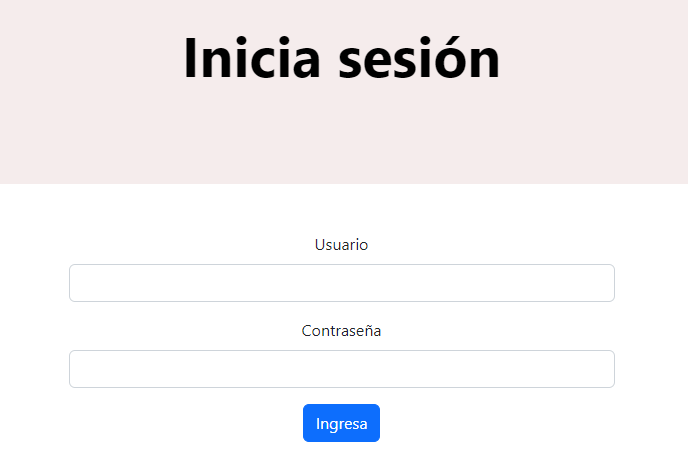 Inicia sesión
Usuario
Contraseña
Ingresa